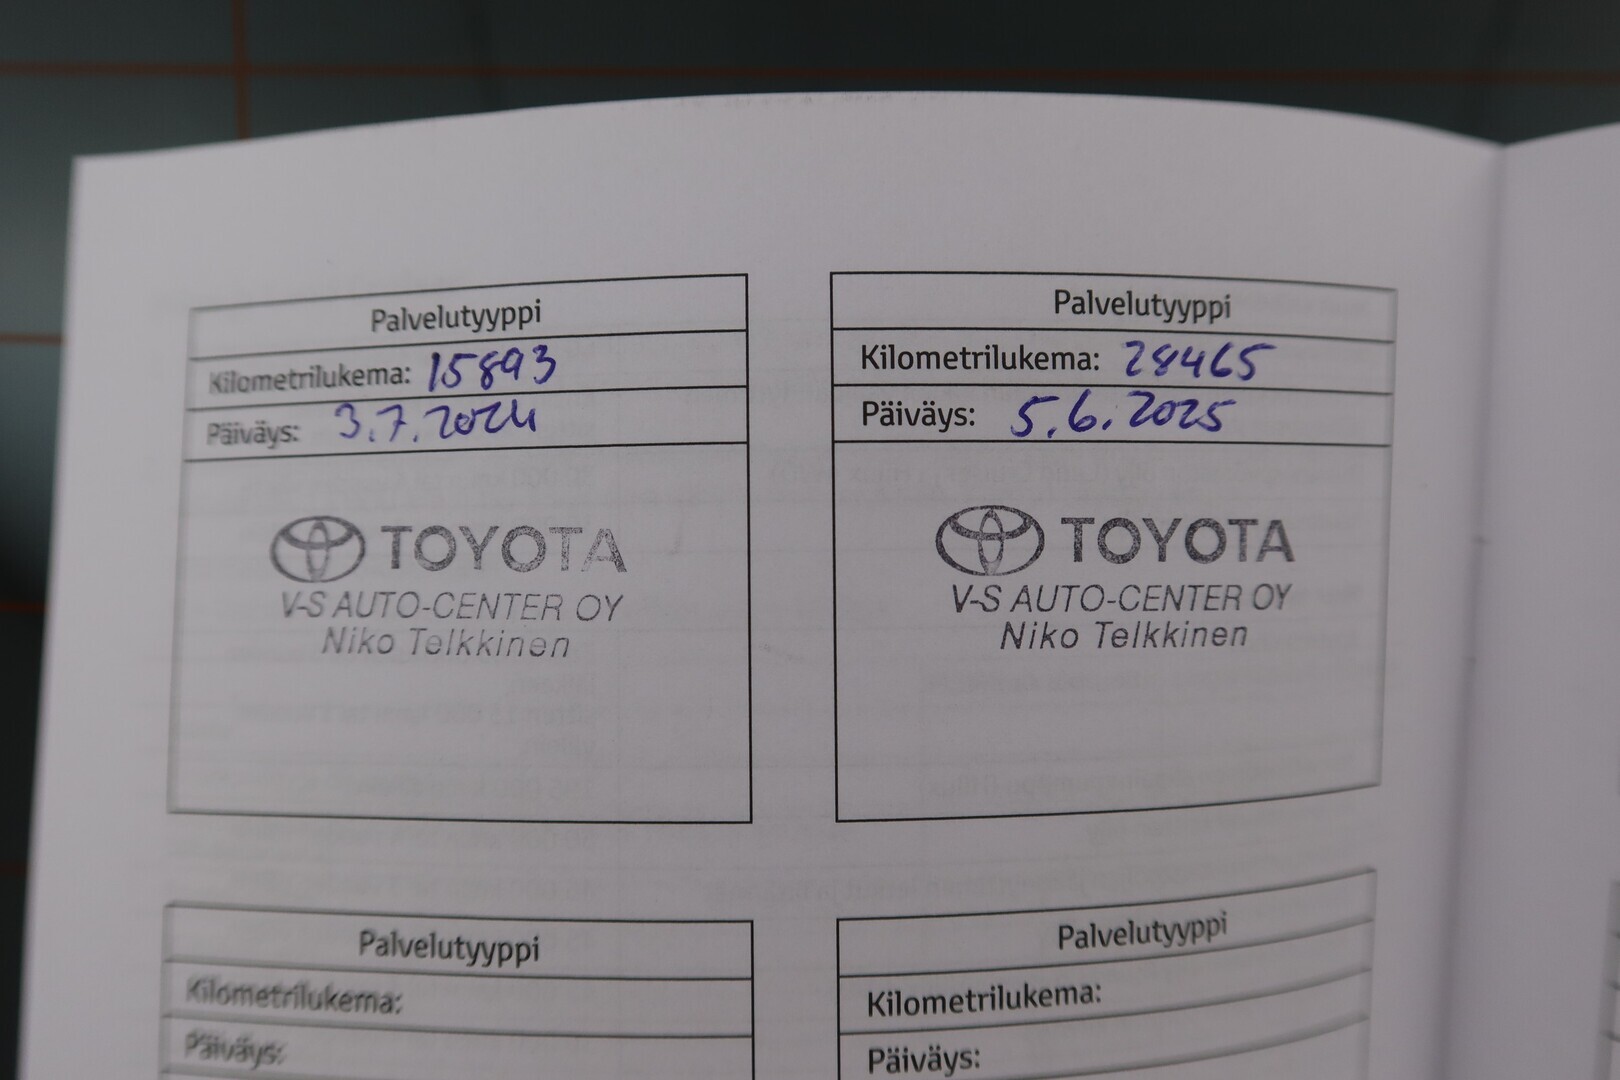 Palvelutyyppi
Kilometrilukema: 15893
Päiväys: 3.7.2024
TOYOTA
V-S AUTO-CENTER OY
Niko Telkkinen
Palvelutyyppi
Kilometrilukema: 28465
Päiväys: 5.6.2025
TOYOTA
V-S AUTO-CENTER OY
Niko Telkkinen
Palvelutyyppi
Kilometrilukema:
Päiväys:
Palvelutyyppi
Kilometrilukema:
Päiväys: